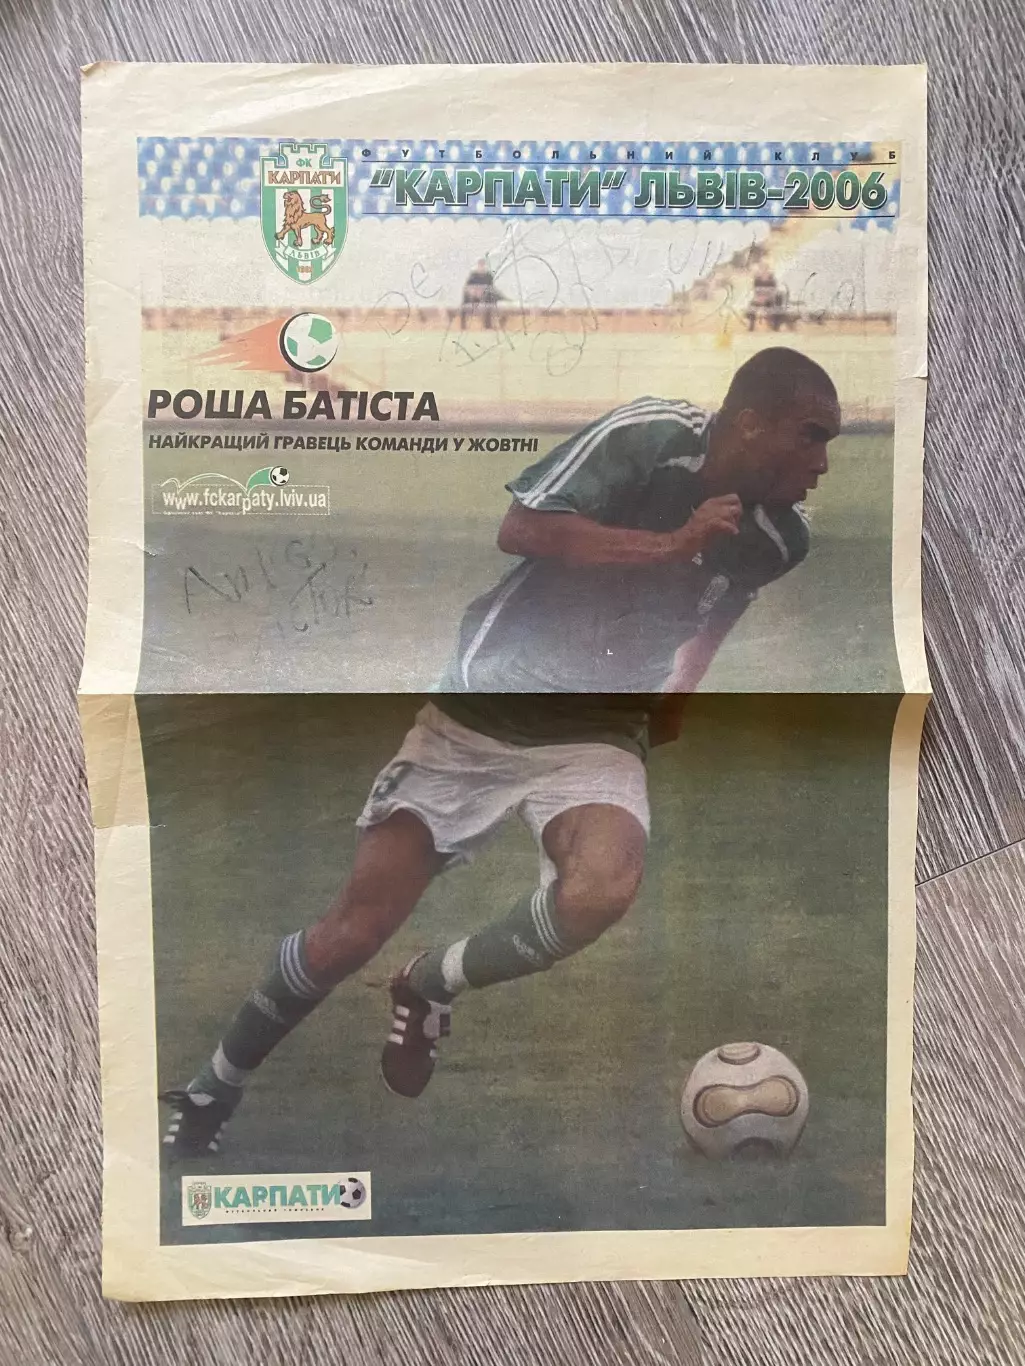 ФУТБОЛЬНИЙ КЛУБ
"КАРПАТИ" ЛЬВІВ-2006
ФК
КАРПАТИ
ЛЬВІВ
РОША БАТІСТА
НАЙКРАЩИЙ ГРАВЕЦЬ КОМАНДИ У ЖОВТНІ
www.fckarpaty.lviv.ua
КАРПАТИ